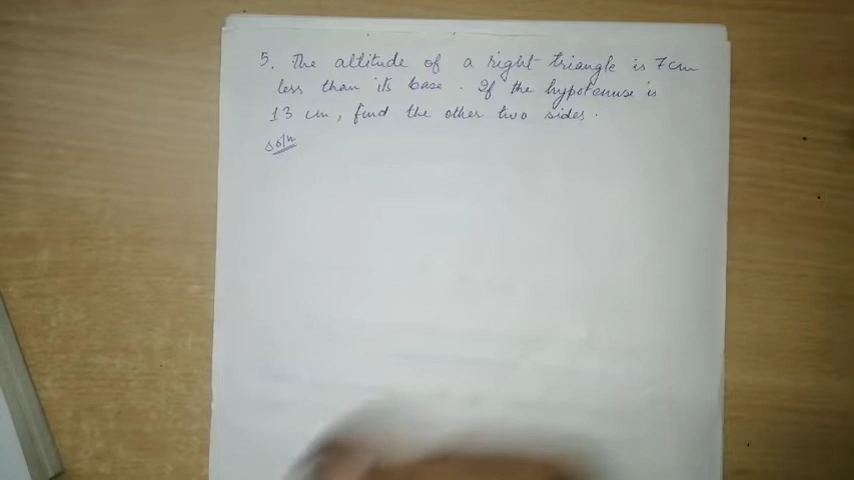 5. The altitude of a right triangle is 7cm
less than its base. If the hypotenuse is
13 cm, find the other two sides.
soln